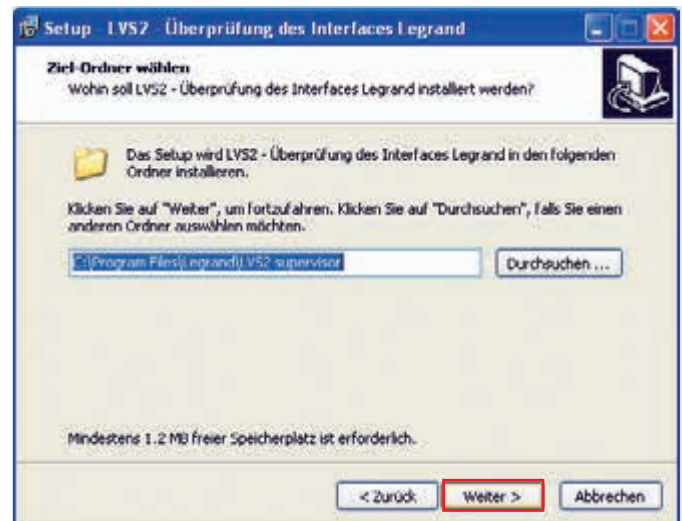 Setup - LVS2 - Überprüfung des Interfaces Legrand
Ziel-Ordner wählen
Wohin soll LVS2 - Überprüfung des Interfaces Legrand installiert werden?
Das Setup wird LVS2 - Überprüfung des Interfaces Legrand in den folgenden
Ordner installieren.
Klicken Sie auf "Weiter", um fortzufahren. Klicken Sie auf "Durchsuchen", falls Sie einen
anderen Ordner auswählen möchten.
C:\Program Files\Legrand\LVS2 supervisor
Durchsuchen ...
Mindestens 1.2 MB freier Speicherplatz ist erforderlich.
< Zurück
Weiter >
Abbrechen